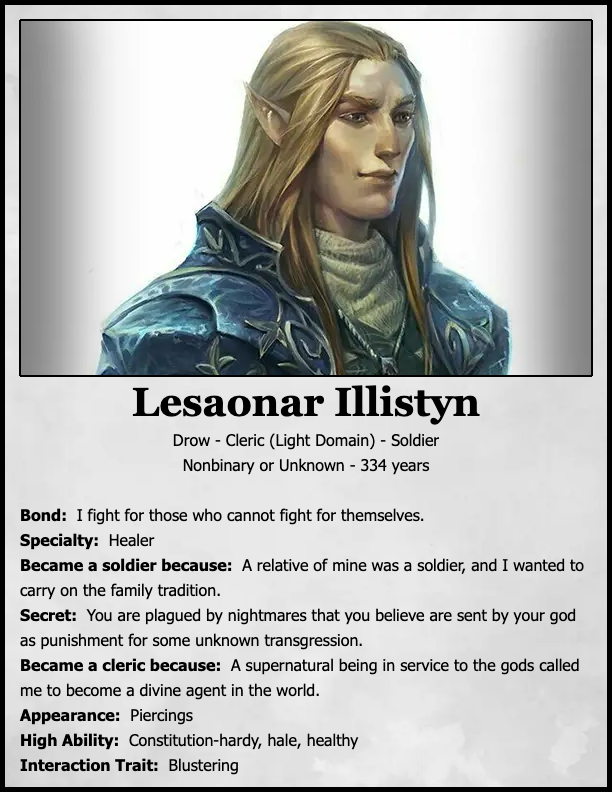 Lesaonar Illistyn
Drow - Cleric (Light Domain) - Soldier
Nonbinary or Unknown - 334 years
Bond: I fight for those who cannot fight for themselves.
Specialty: Healer
Became a soldier because: A relative of mine was a soldier, and I wanted to
carry on the family tradition.
Secret: You are plagued by nightmares that you believe are sent by your god
as punishment for some unknown transgression.
Became a cleric because: A supernatural being in service to the gods called
me to become a divine agent in the world.
Appearance: Piercings
High Ability: Constitution-hardy, hale, healthy
Interaction Trait: Blustering